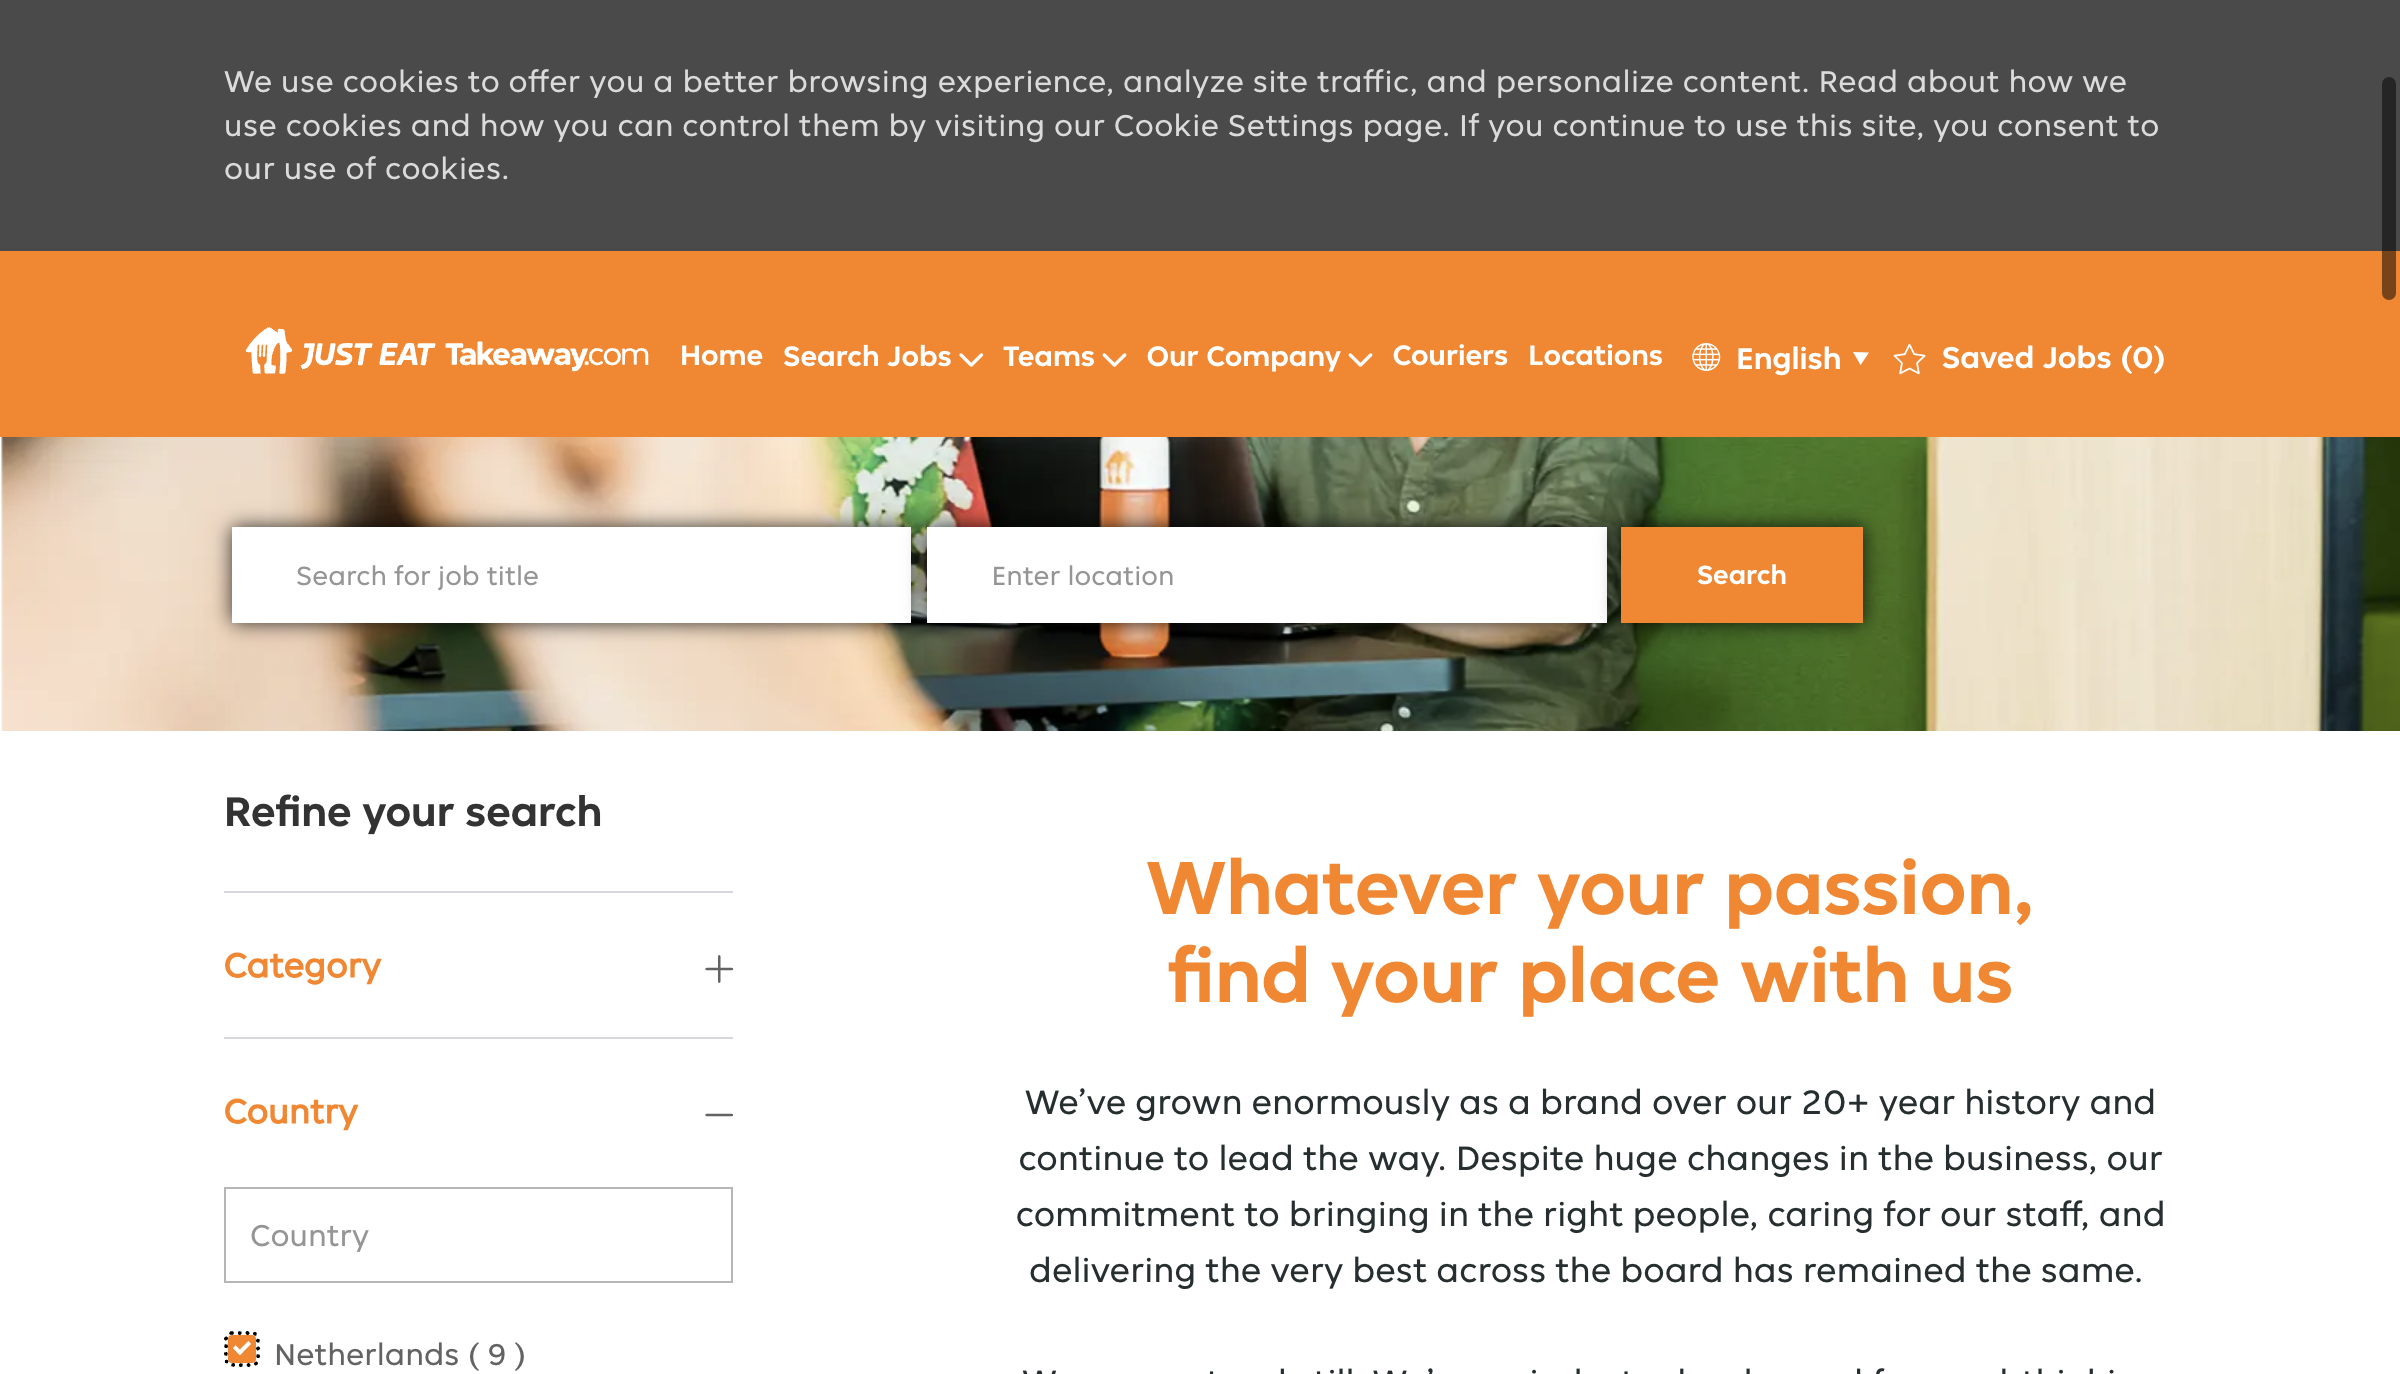 We use cookies to offer you a better browsing experience, analyze site traffic, and personalize content. Read about how we
use cookies and how you can control them by visiting our Cookie Settings page. If you continue to use this site, you consent to
our use of cookies.
JUST EAT Takeaway.com Home Search Jobs Teams Our Company Couriers Locations English Saved Jobs (0)
Search for job title Enter location Search
Refine your search
Category
Country
Country
Netherlands ( 9 )
Whatever your passion,
find your place with us
We’ve grown enormously as a brand over our 20+ year history and
continue to lead the way. Despite huge changes in the business, our
commitment to bringing in the right people, caring for our staff, and
delivering the very best across the board has remained the same.